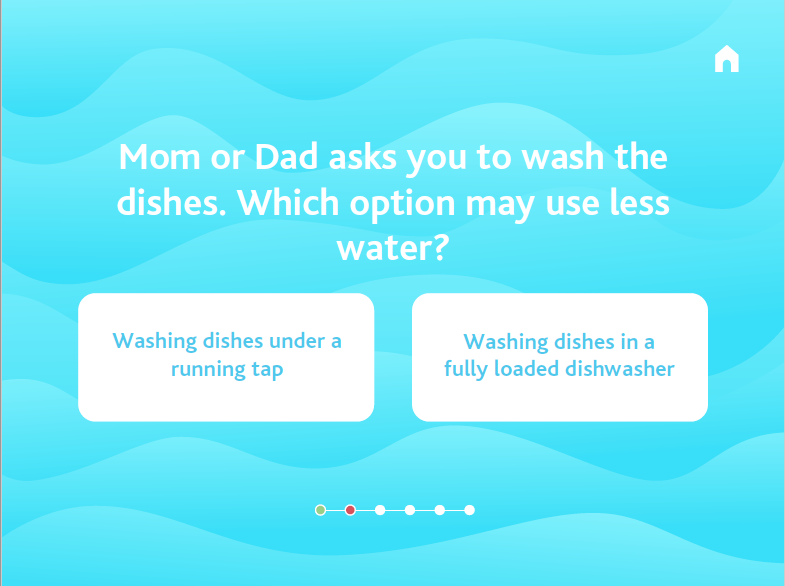 Mom or Dad asks you to wash the
dishes. Which option may use less
water?
Washing dishes under a
running tap
Washing dishes in a
fully loaded dishwasher